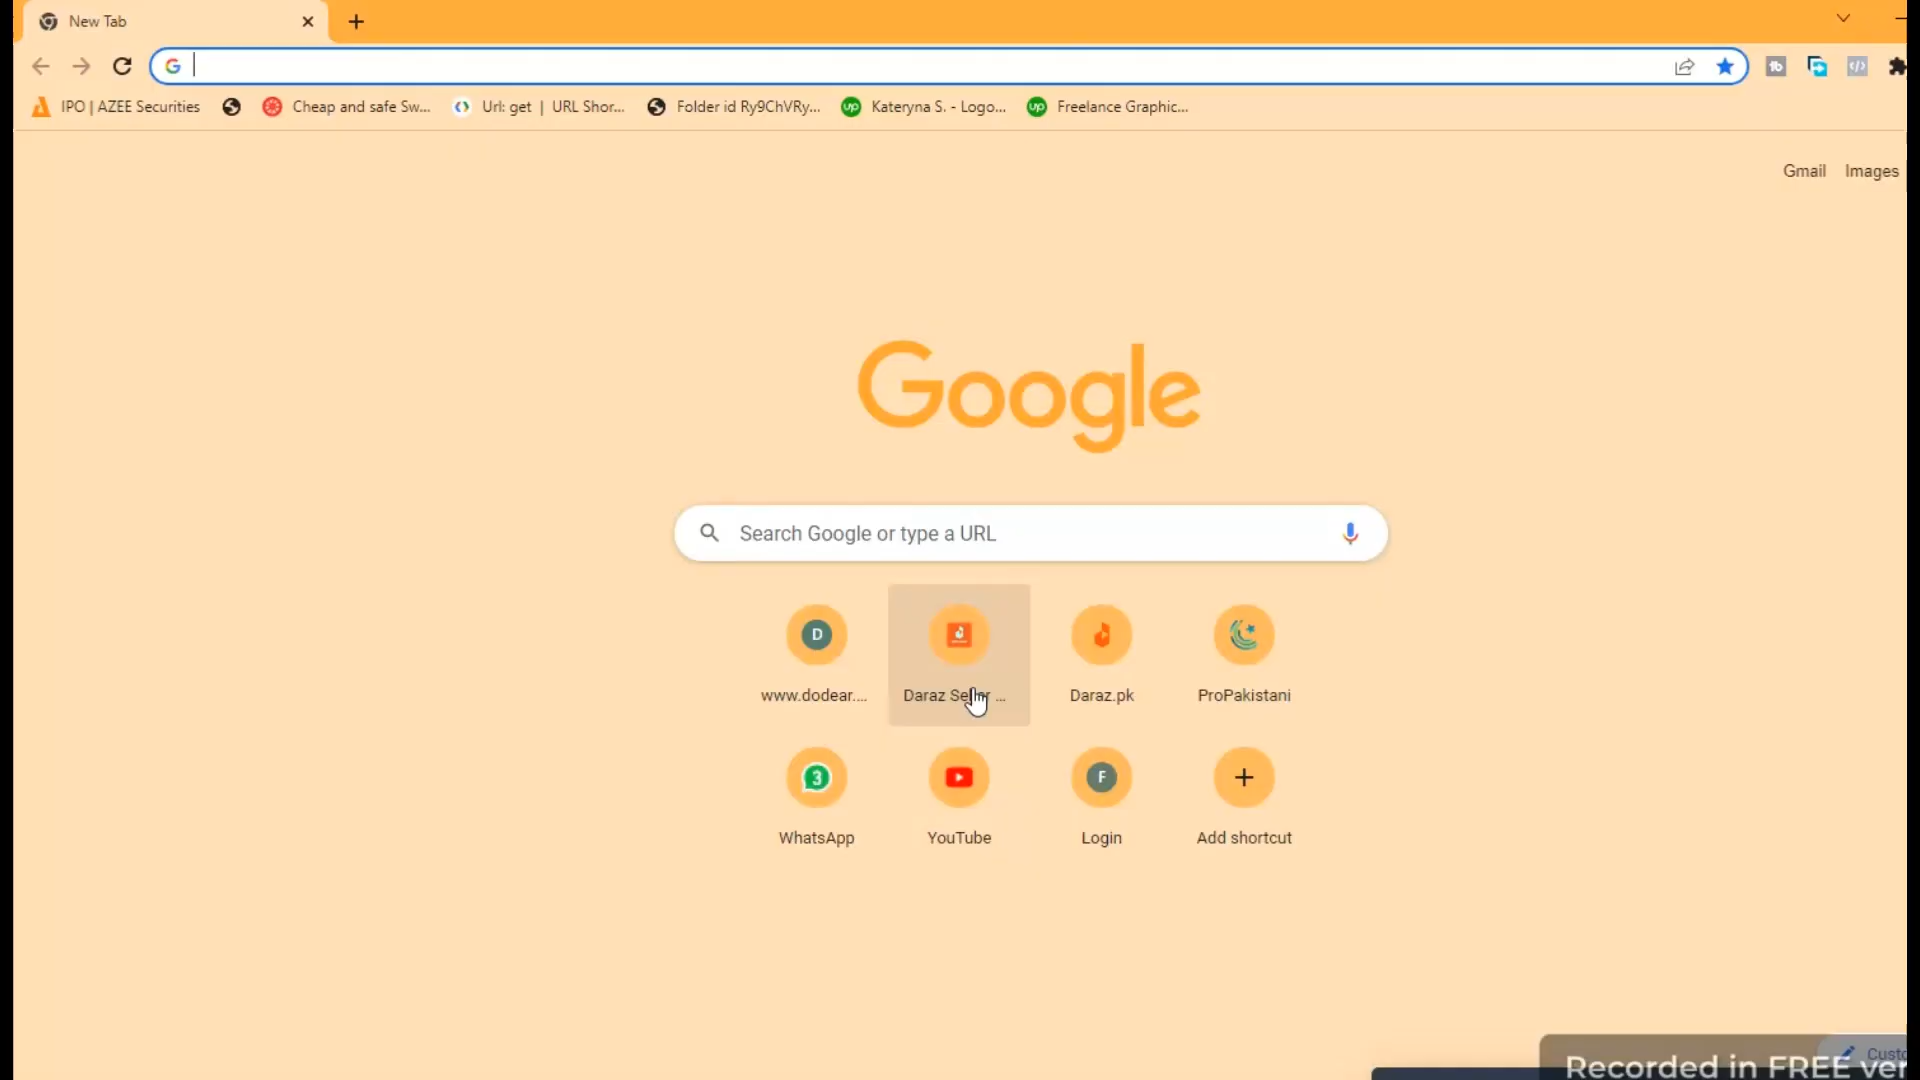 New Tab
IPO | AZEE Securities
Cheap and safe Sw...
Url: get | URL Shor...
Folder id Ry9ChVRy...
up
Kateryna S. - Logo...
up
Freelance Graphic...
Gmail Images
Google
Search Google or type a URL
D
www.dodear....
Daraz ...
Daraz.pk
ProPakistani
3
WhatsApp
YouTube
F
Login
Add shortcut
Recorded in FREE